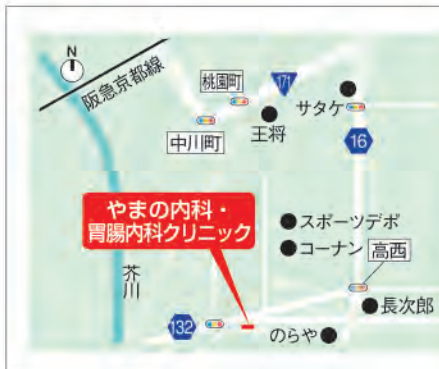 N
阪急京都線
桃園町
171
サタケ
中川町
王将
16
やまの内科・
胃腸内科クリニック
スポーツデポ
コーナン
高西
芥川
長次郎
132
のらや